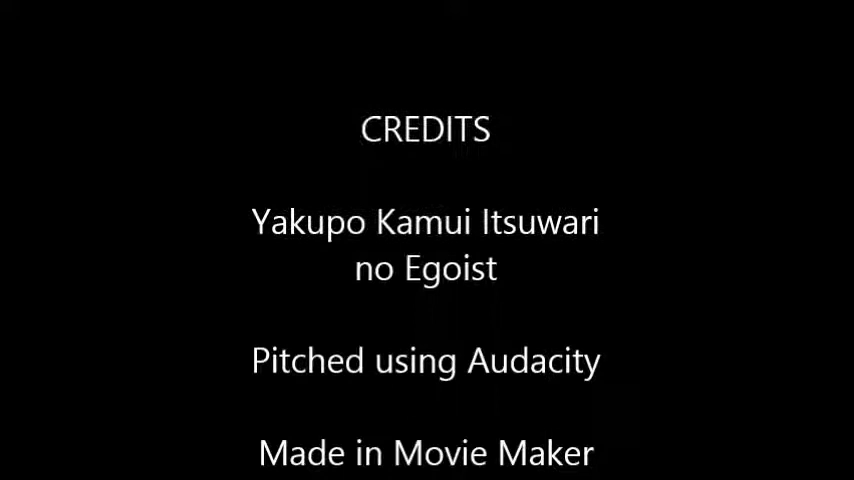 CREDITS
Yakupo Kamui Itsuwari
no Egoist
Pitched using Audacity
Made in Movie Maker